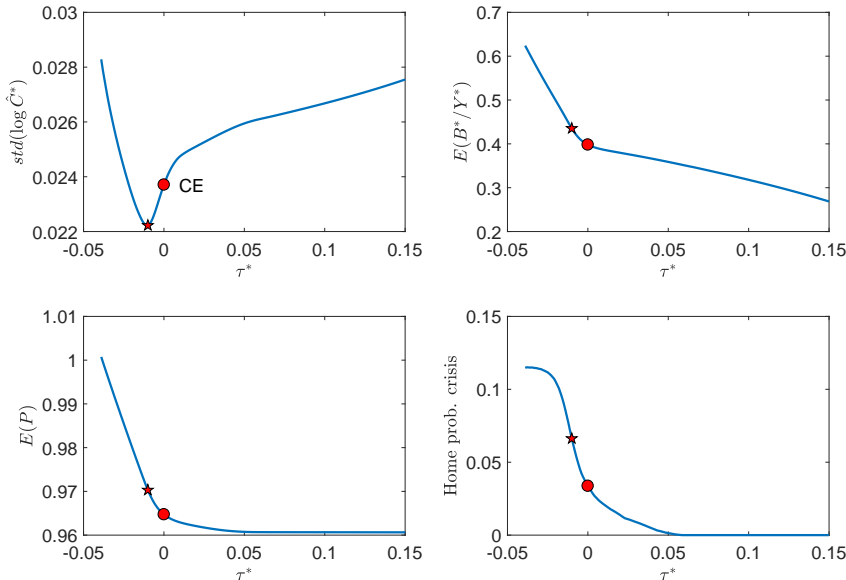 0.03
0.028
0.026
0.024
0.022
std(log Ĉ*)
CE
-0.05 0 0.05 0.1 0.15
τ*
0.7
0.6
0.5
0.4
0.3
0.2
E(B*/Y*)
-0.05 0 0.05 0.1 0.15
τ*
1.01
1
0.99
0.98
0.97
0.96
E(P)
-0.05 0 0.05 0.1 0.15
τ*
0.15
0.1
0.05
0
Home prob. crisis
-0.05 0 0.05 0.1 0.15
τ*